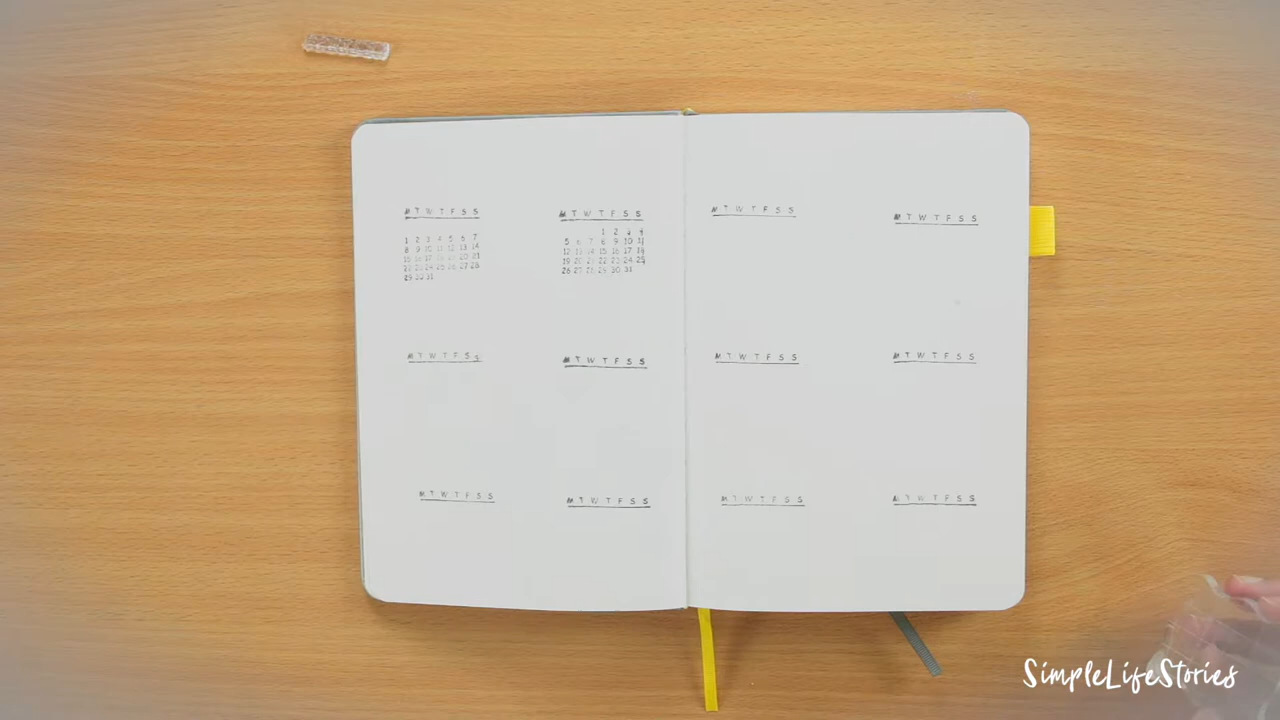 M T W T F S S
1 2 3 4 5 6 7
8 9 10 11 12 13 14
15 16 17 18 19 20 21
22 23 24 25 26 27 28
29 30 31
M T W T F S S
1 2 3 4
5 6 7 8 9 10 11
12 13 14 15 16 17 18
19 20 21 22 23 24 25
26 27 28 29 30 31
M T W T F S S
M T W T F S S
M T W T F S S
M T W T F S S
M T W T F S S
M T W T F S S
M T W T F S S
M T W T F S S
M T W T F S S
M T W T F S S
SimpleLifeStories